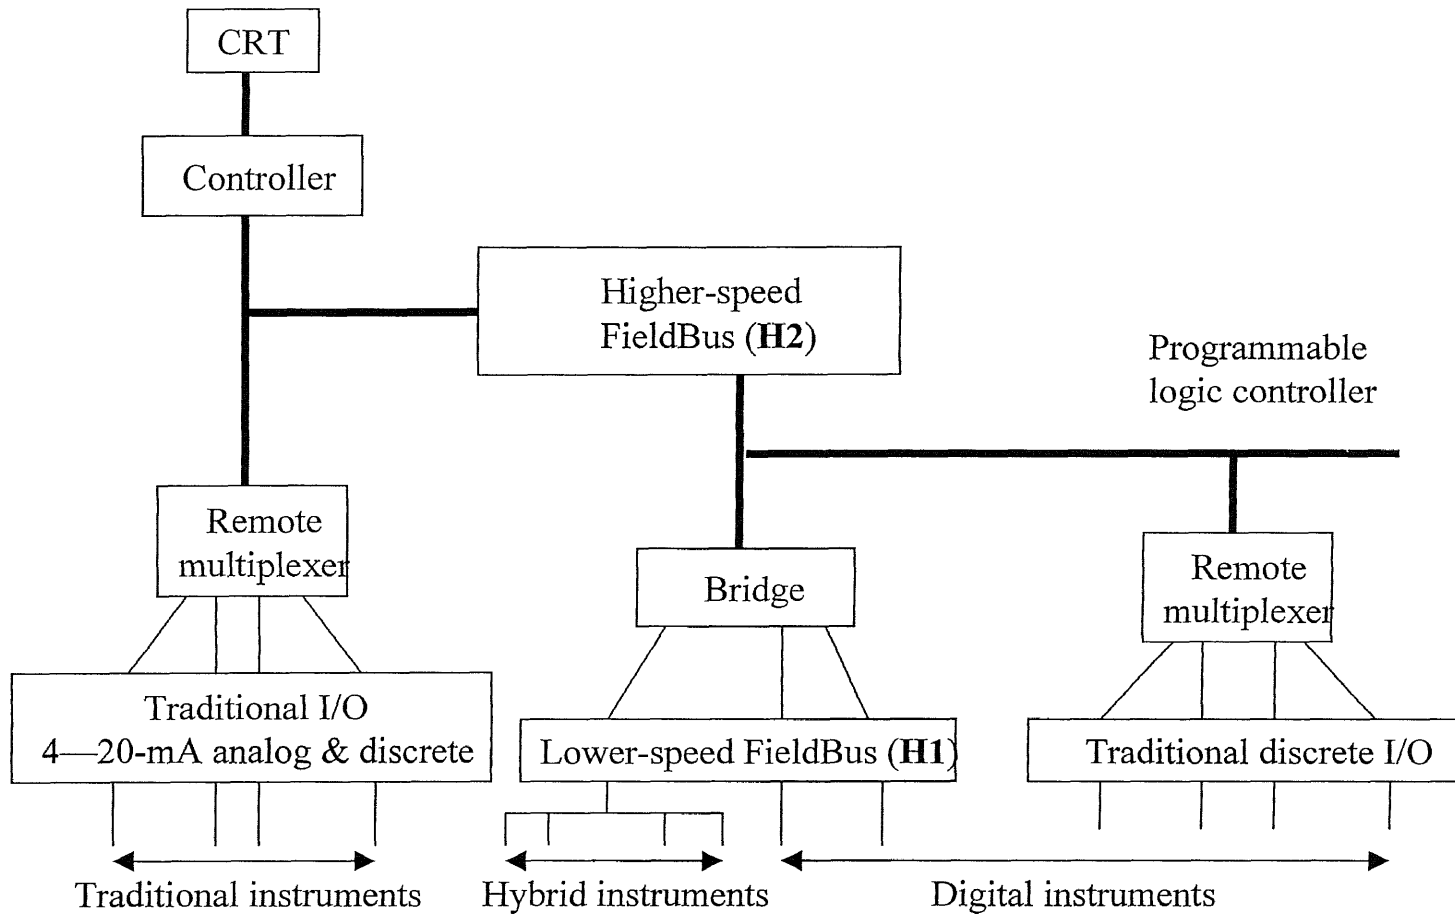 CRT
Controller
Higher-speed
FieldBus (H2)
Programmable
logic controller
Remote
multiplexer
Bridge
Remote
multiplexer
Traditional I/O
4—20-mA analog & discrete
Lower-speed FieldBus (H1)
Traditional discrete I/O
Traditional instruments
Hybrid instruments
Digital instruments